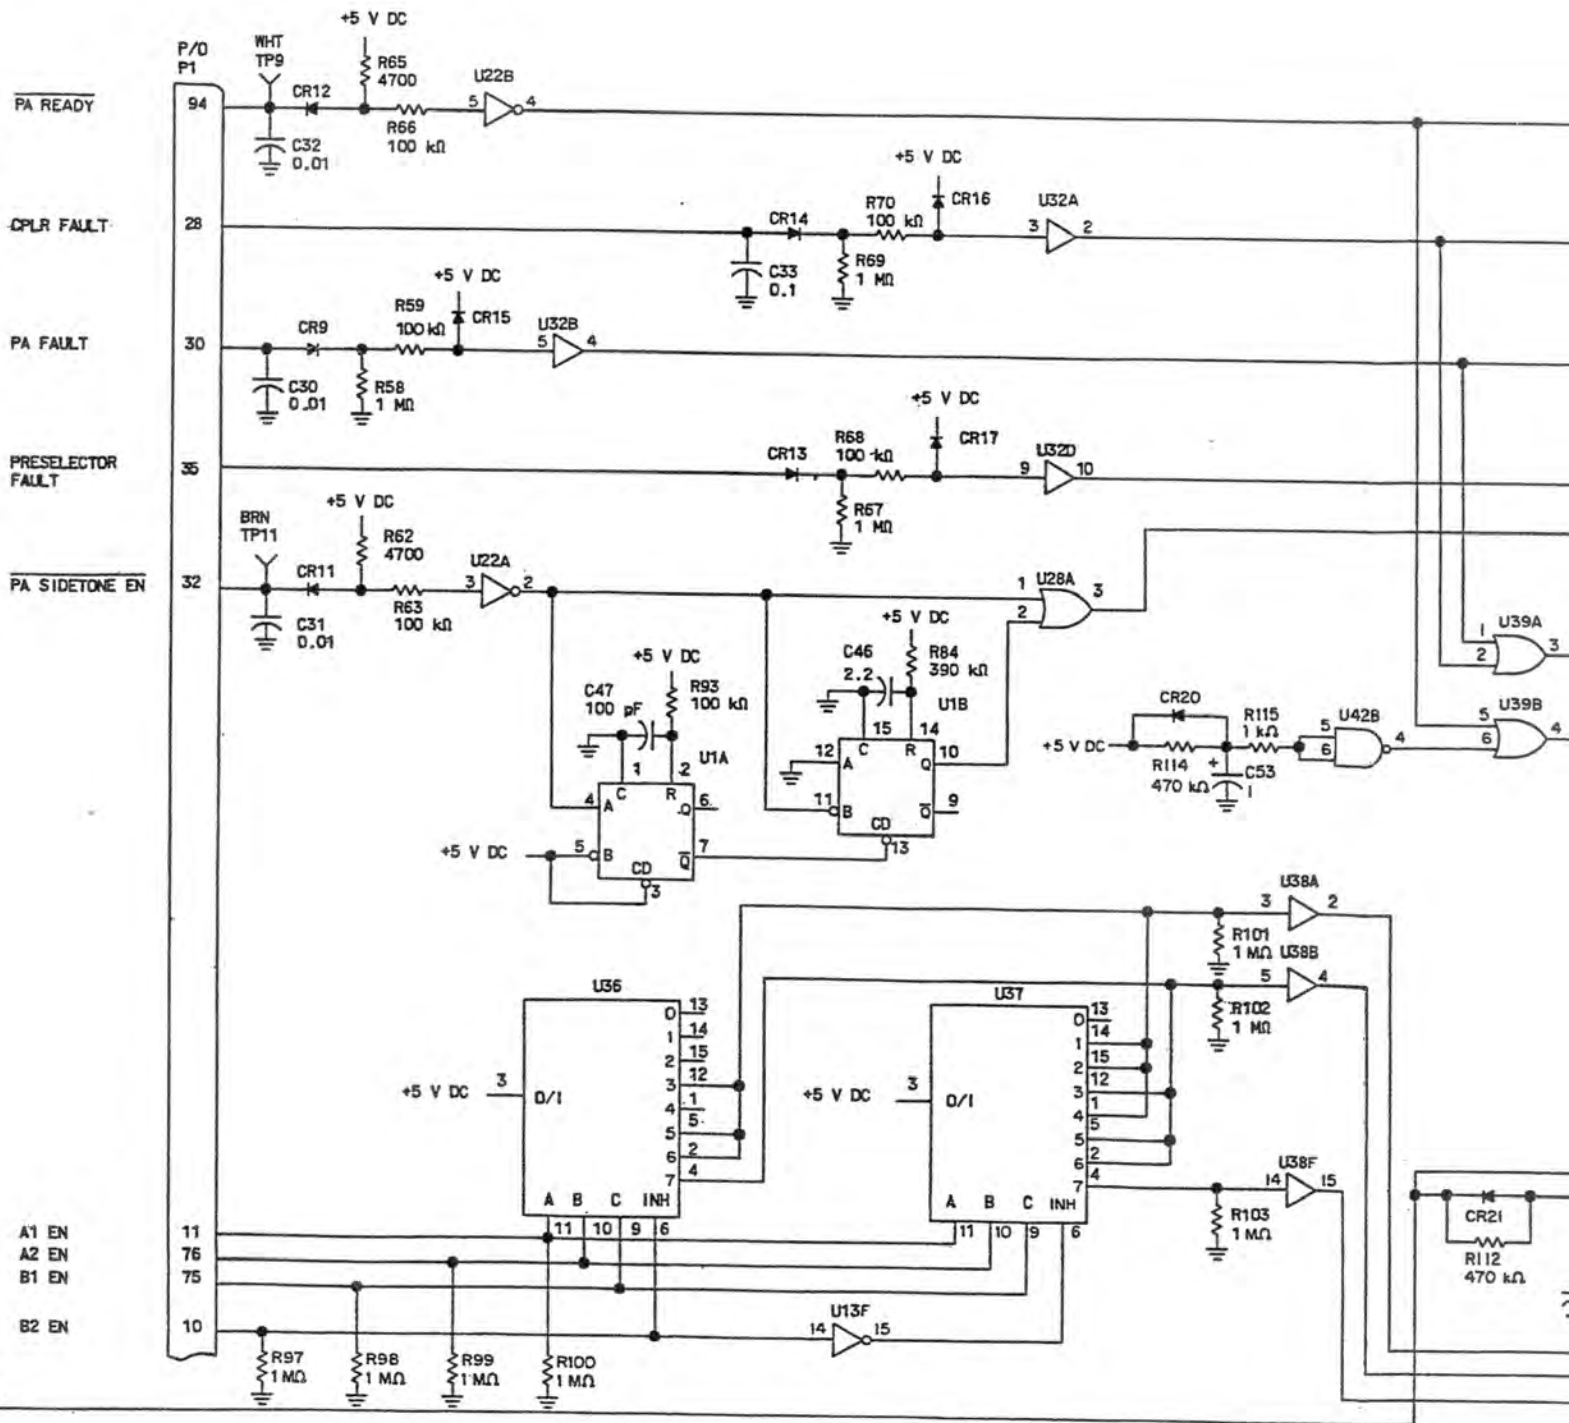 +5 V DC
P/O
P1
WHT
TP9
R65
4700
U22B
PA READY
94
CR12
5
4
R66
100 kΩ
C32
0.01
+5 V DC
CPLR FAULT
28
CR14
R70
100 kΩ
CR16
U32A
3
2
C33
0.1
R69
1 MΩ
+5 V DC
PA FAULT
30
CR9
R59
100 kΩ
CR15
U32B
5
4
C30
0.01
R58
1 MΩ
+5 V DC
PRESELECTOR
FAULT
35
CR13
R68
100 kΩ
CR17
U32D
9
10
R67
1 MΩ
+5 V DC
BRN
TP11
R62
4700
U22A
PA SIDETONE EN
32
CR11
3
2
R63
100 kΩ
C31
0.01
1
2
U28A
3
+5 V DC
C46
2.2
R84
390 kΩ
U1B
15
14
C
R
12
A
Q
10
11
B
Q
9
CD
13
+5 V DC
C47
100 pF
R93
100 kΩ
U1A
1
2
C
R
4
A
Q
6
+5 V DC
5
B
Q
7
CD
3
1
2
U39A
3
CR20
R115
1 kΩ
U42B
U39B
5
6
4
5
6
4
+5 V DC
R114
470 kΩ
+
C53
1
U38A
3
2
R101
1 MΩ
U38B
5
4
R102
1 MΩ
U36
0
13
1
14
2
15
3
12
4
1
5
5
6
2
7
4
+5 V DC
3
O/I
A
B
C
INH
11
10
9
6
U37
0
13
1
14
2
15
3
12
4
1
5
5
6
2
7
4
+5 V DC
3
O/I
A
B
C
INH
11
10
9
6
U38F
14
15
R103
1 MΩ
CR21
R112
470 kΩ
A1 EN
11
A2 EN
76
B1 EN
75
B2 EN
10
U13F
14
15
R97
1 MΩ
R98
1 MΩ
R99
1 MΩ
R100
1 MΩ